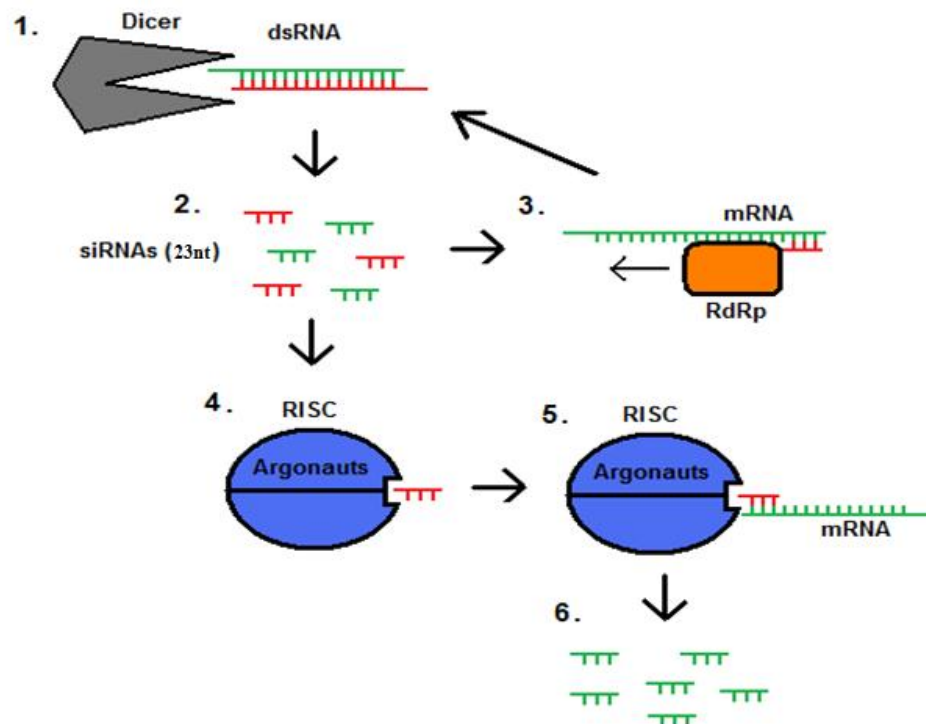 1.
Dicer
dsRNA
2.
siRNAs (23nt)
3.
mRNA
RdRp
4.
RISC
Argonauts
5.
RISC
Argonauts
mRNA
6.